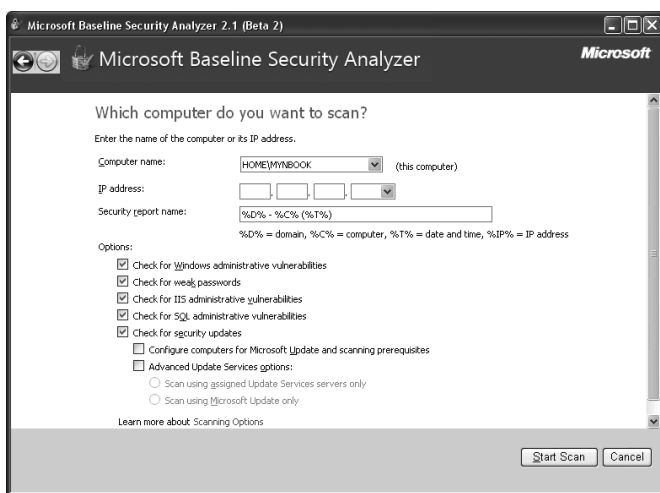 Microsoft Baseline Security Analyzer 2.1 (Beta 2)
Microsoft Baseline Security Analyzer
Microsoft
Which computer do you want to scan?
Enter the name of the computer or its IP address.
Computer name:
HOME\MYNBOOK
(this computer)
IP address:
. . .
Security report name:
%D% - %C% (%T%)
%D% = domain, %C% = computer, %T% = date and time, %IP% = IP address
Options:
Check for Windows administrative vulnerabilities
Check for weak passwords
Check for IIS administrative vulnerabilities
Check for SQL administrative vulnerabilities
Check for security updates
Configure computers for Microsoft Update and scanning prerequisites
Advanced Update Services options:
Scan using assigned Update Services servers only
Scan using Microsoft Update only
Learn more about Scanning Options
Start Scan
Cancel